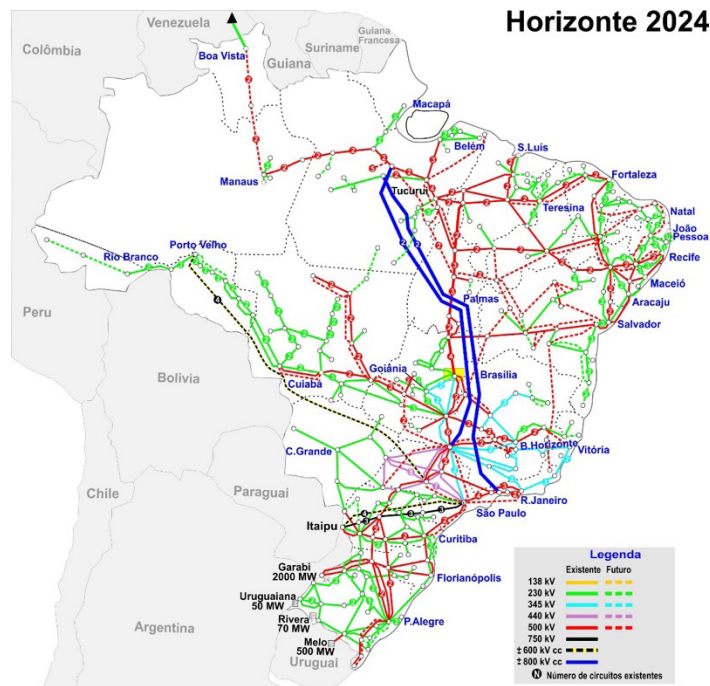 Horizonte 2024
Venezuela
Colômbia
Suriname
Guiana
Francesa
Guiana
Boa Vista
Macapá
Belém
S.Luis
Manaus
Fortaleza
Tucuruí
Teresina
Natal
João
Pessoa
Recife
Porto Velho
Rio Branco
Maceió
Palmas
Aracaju
Salvador
Peru
Bolivia
Goiânia
Brasília
Cuiabá
B.Horizonte
Vitória
C.Grande
Chile
Paraguai
R.Janeiro
São Paulo
Itaipu
Curitiba
Garabi
2000 MW
Florianópolis
Uruguaiana
50 MW
Rivera
70 MW
P.Alegre
Melo
500 MW
Argentina
Uruguai
Legenda
Existente Futuro
138 kV
230 kV
345 kV
440 kV
500 kV
750 kV
± 600 kV cc
± 800 kV cc
N Número de circuitos existentes